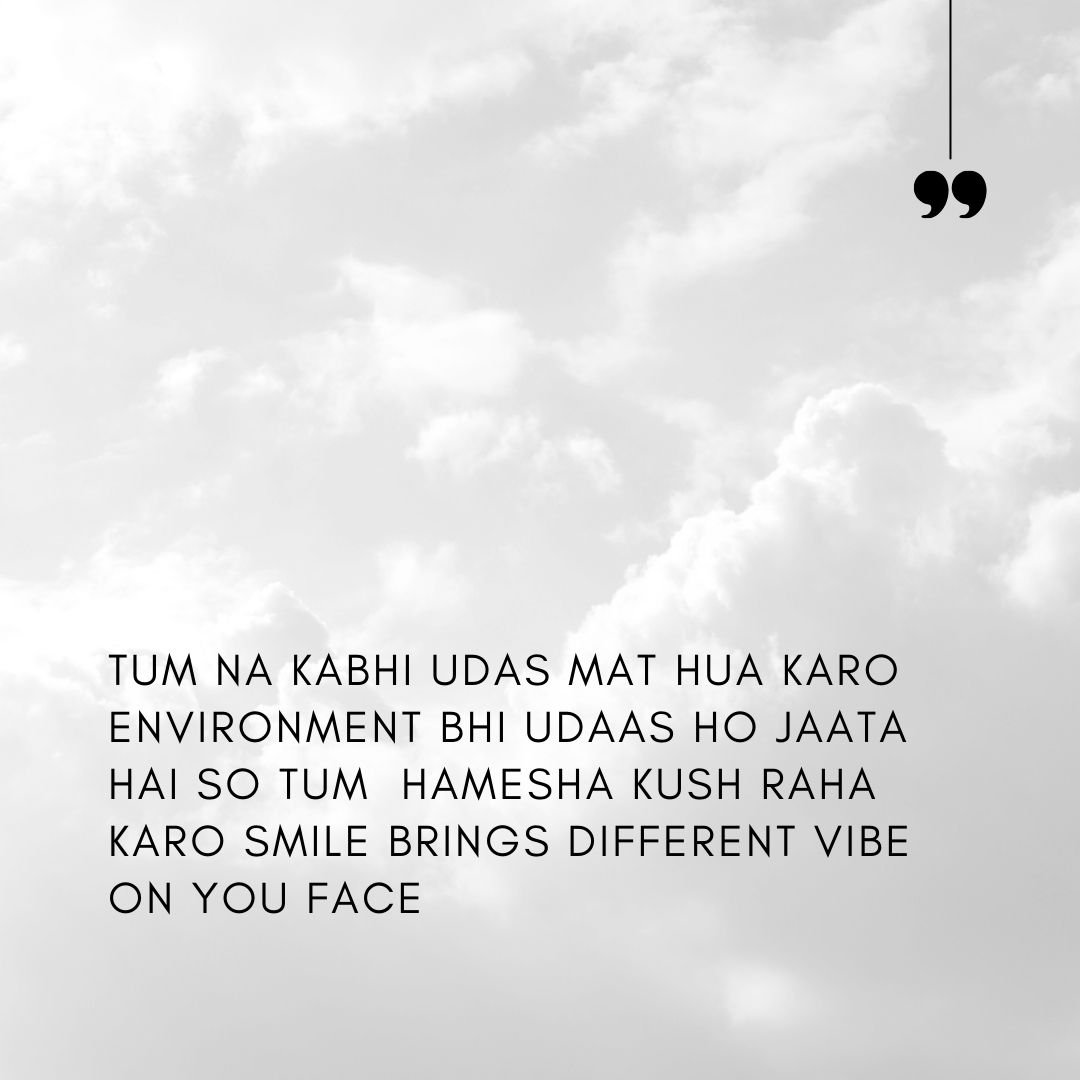 ”
TUM NA KABHI UDAS MAT HUA KARO
ENVIRONMENT BHI UDAAS HO JAATA
HAI SO TUM  HAMESHA KUSH RAHA
KARO SMILE BRINGS DIFFERENT VIBE
ON YOU FACE